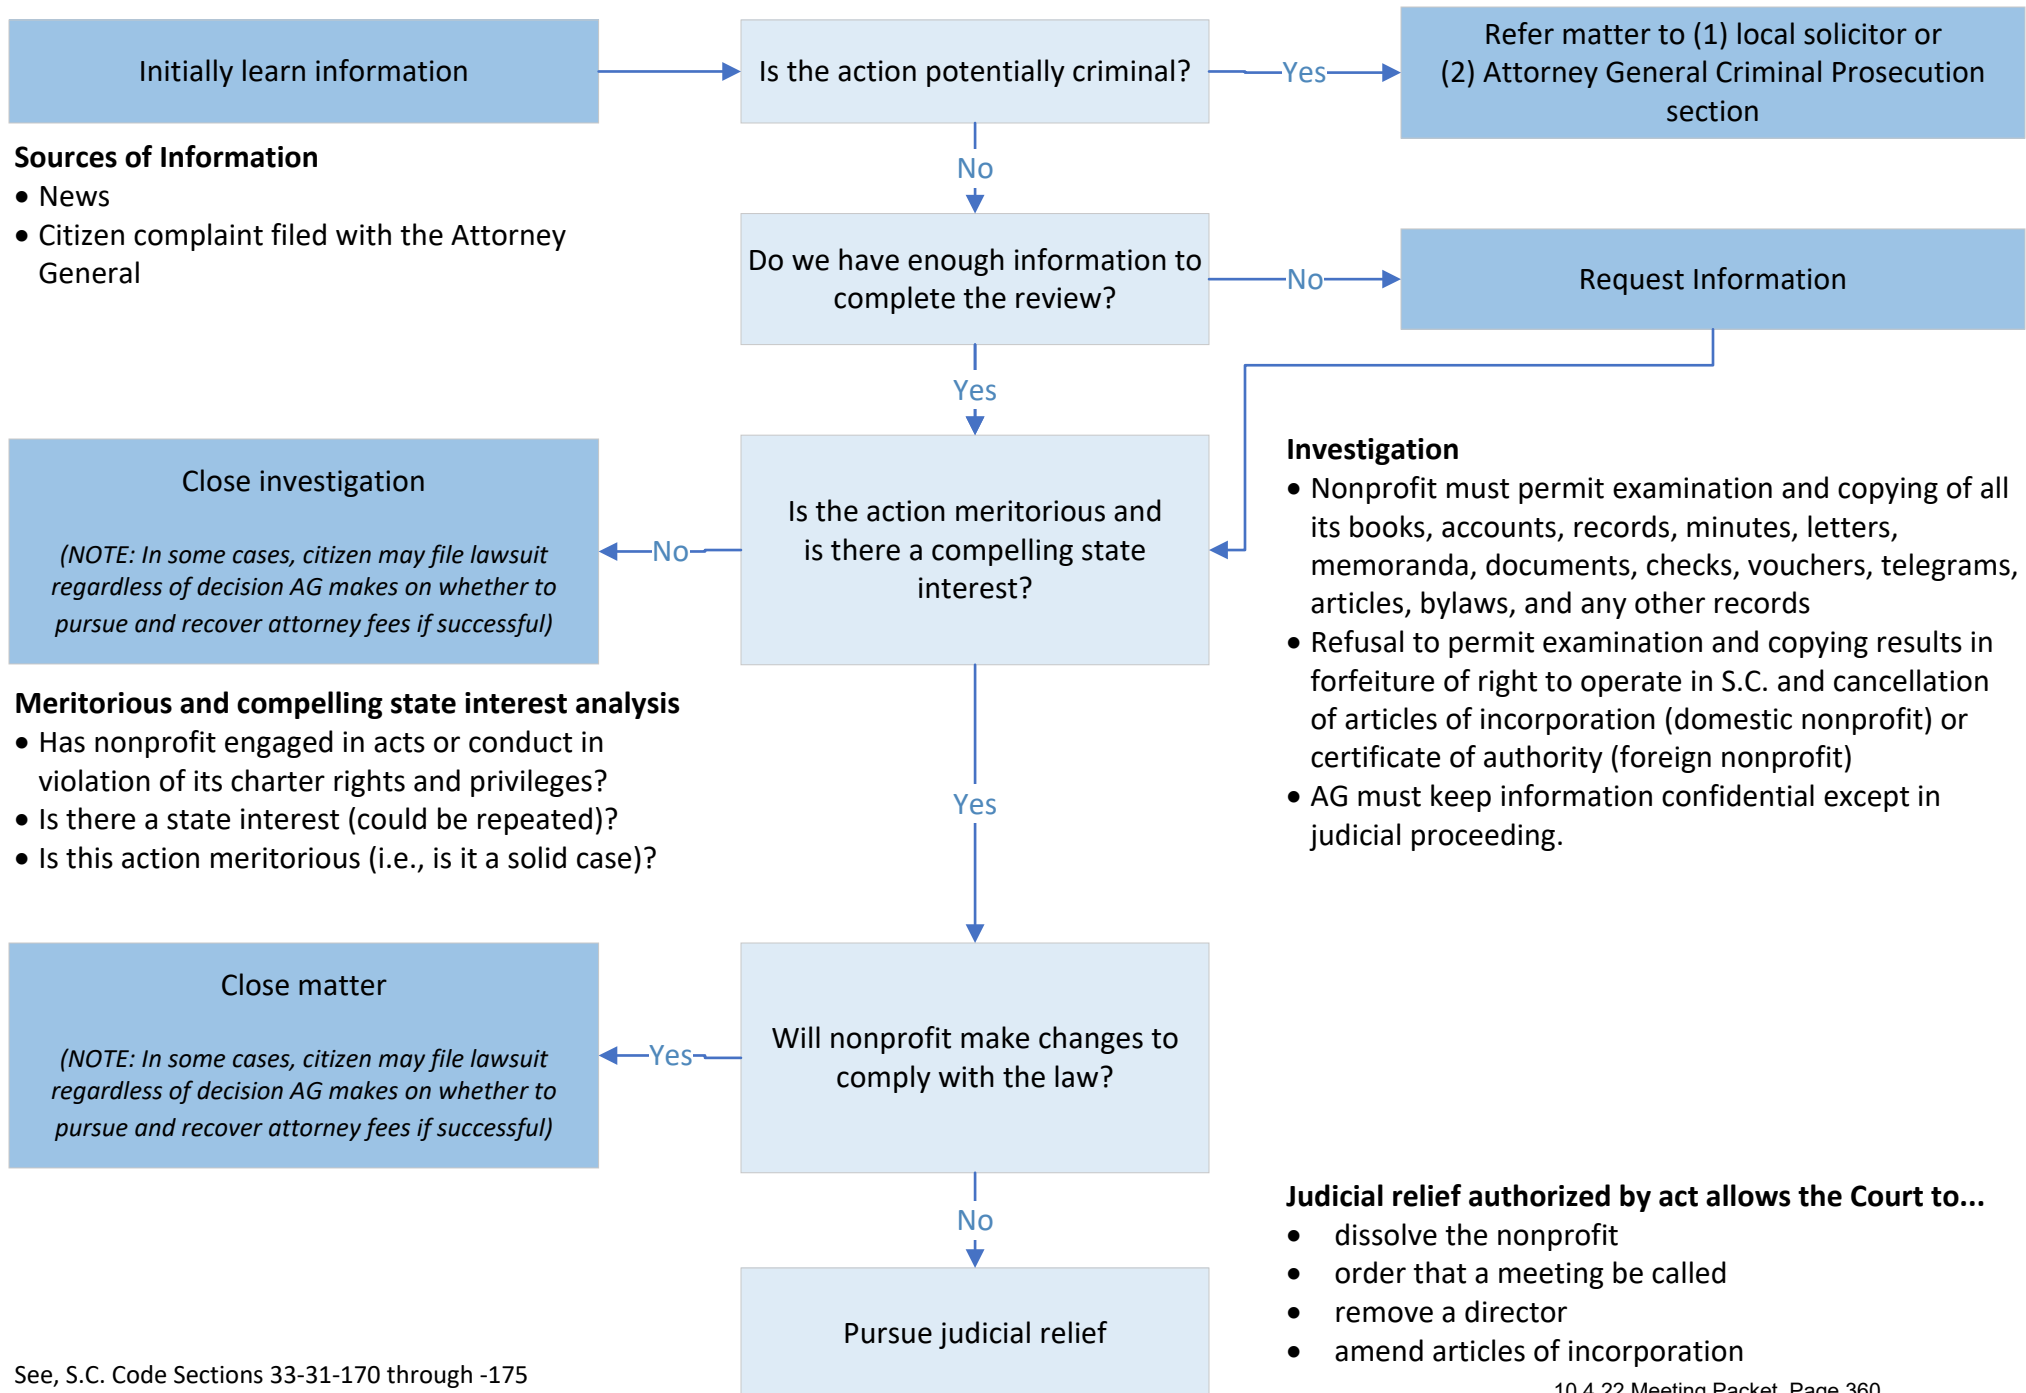 Initially learn information
Is the action potentially criminal?
Yes
Refer matter to (1) local solicitor or
(2) Attorney General Criminal Prosecution
section
Sources of Information
• News
• Citizen complaint filed with the Attorney
General
No
Do we have enough information to
complete the review?
No
Request Information
Yes
Close investigation
(NOTE: In some cases, citizen may file lawsuit
regardless of decision AG makes on whether to
pursue and recover attorney fees if successful)
No
Is the action meritorious and
is there a compelling state
interest?
Investigation
• Nonprofit must permit examination and copying of all
its books, accounts, records, minutes, letters,
memoranda, documents, checks, vouchers, telegrams,
articles, bylaws, and any other records
• Refusal to permit examination and copying results in
forfeiture of right to operate in S.C. and cancellation
of articles of incorporation (domestic nonprofit) or
certificate of authority (foreign nonprofit)
• AG must keep information confidential except in
judicial proceeding.
Meritorious and compelling state interest analysis
• Has nonprofit engaged in acts or conduct in
violation of its charter rights and privileges?
• Is there a state interest (could be repeated)?
• Is this action meritorious (i.e., is it a solid case)?
Yes
Close matter
(NOTE: In some cases, citizen may file lawsuit
regardless of decision AG makes on whether to
pursue and recover attorney fees if successful)
Yes
Will nonprofit make changes to
comply with the law?
No
Pursue judicial relief
Judicial relief authorized by act allows the Court to...
• dissolve the nonprofit
• order that a meeting be called
• remove a director
• amend articles of incorporation
See, S.C. Code Sections 33-31-170 through -175
10.4.22 Meeting Packet, Page 360